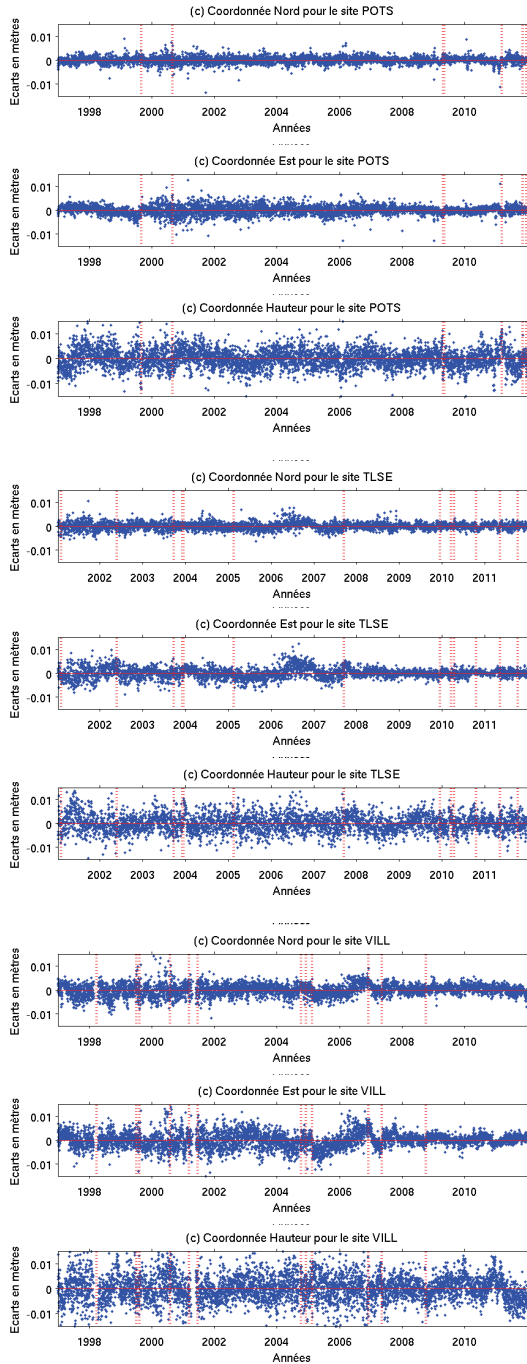 (c) Coordonnée Nord pour le site POTS
Ecarts en mètres
0.01
0
-0.01
1998 2000 2002 2004 2006 2008 2010
Années
(c) Coordonnée Est pour le site POTS
Ecarts en mètres
0.01
0
-0.01
1998 2000 2002 2004 2006 2008 2010
Années
(c) Coordonnée Hauteur pour le site POTS
Ecarts en mètres
0.01
0
-0.01
1998 2000 2002 2004 2006 2008 2010
Années
(c) Coordonnée Nord pour le site TLSE
Ecarts en mètres
0.01
0
-0.01
2002 2003 2004 2005 2006 2007 2008 2009 2010 2011
Années
(c) Coordonnée Est pour le site TLSE
Ecarts en mètres
0.01
0
-0.01
2002 2003 2004 2005 2006 2007 2008 2009 2010 2011
Années
(c) Coordonnée Hauteur pour le site TLSE
Ecarts en mètres
0.01
0
-0.01
2002 2003 2004 2005 2006 2007 2008 2009 2010 2011
Années
(c) Coordonnée Nord pour le site VILL
Ecarts en mètres
0.01
0
-0.01
1998 2000 2002 2004 2006 2008 2010
Années
(c) Coordonnée Est pour le site VILL
Ecarts en mètres
0.01
0
-0.01
1998 2000 2002 2004 2006 2008 2010
Années
(c) Coordonnée Hauteur pour le site VILL
Ecarts en mètres
0.01
0
-0.01
1998 2000 2002 2004 2006 2008 2010
Années